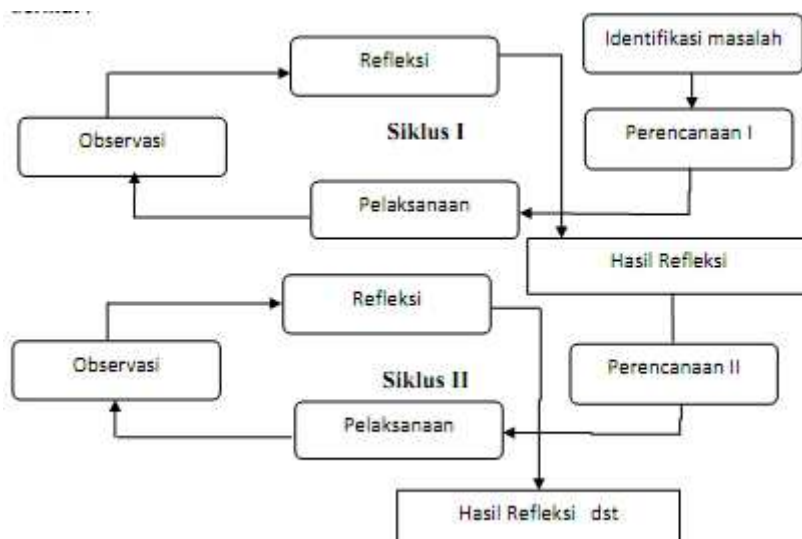 Identifikasi masalah
Refleksi
Siklus I
Perencanaan I
Observasi
Pelaksanaan
Hasil Refleksi
Refleksi
Observasi
Siklus II
Perencanaan II
Pelaksanaan
Hasil Refleksi dst